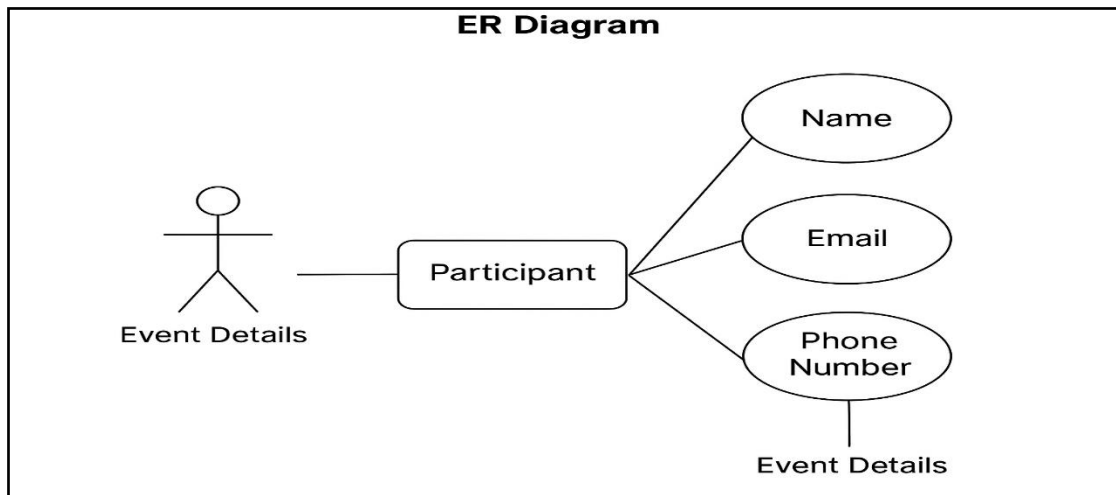 ER Diagram
Name
Email
Participant
Event Details
Phone
Number
Event Details